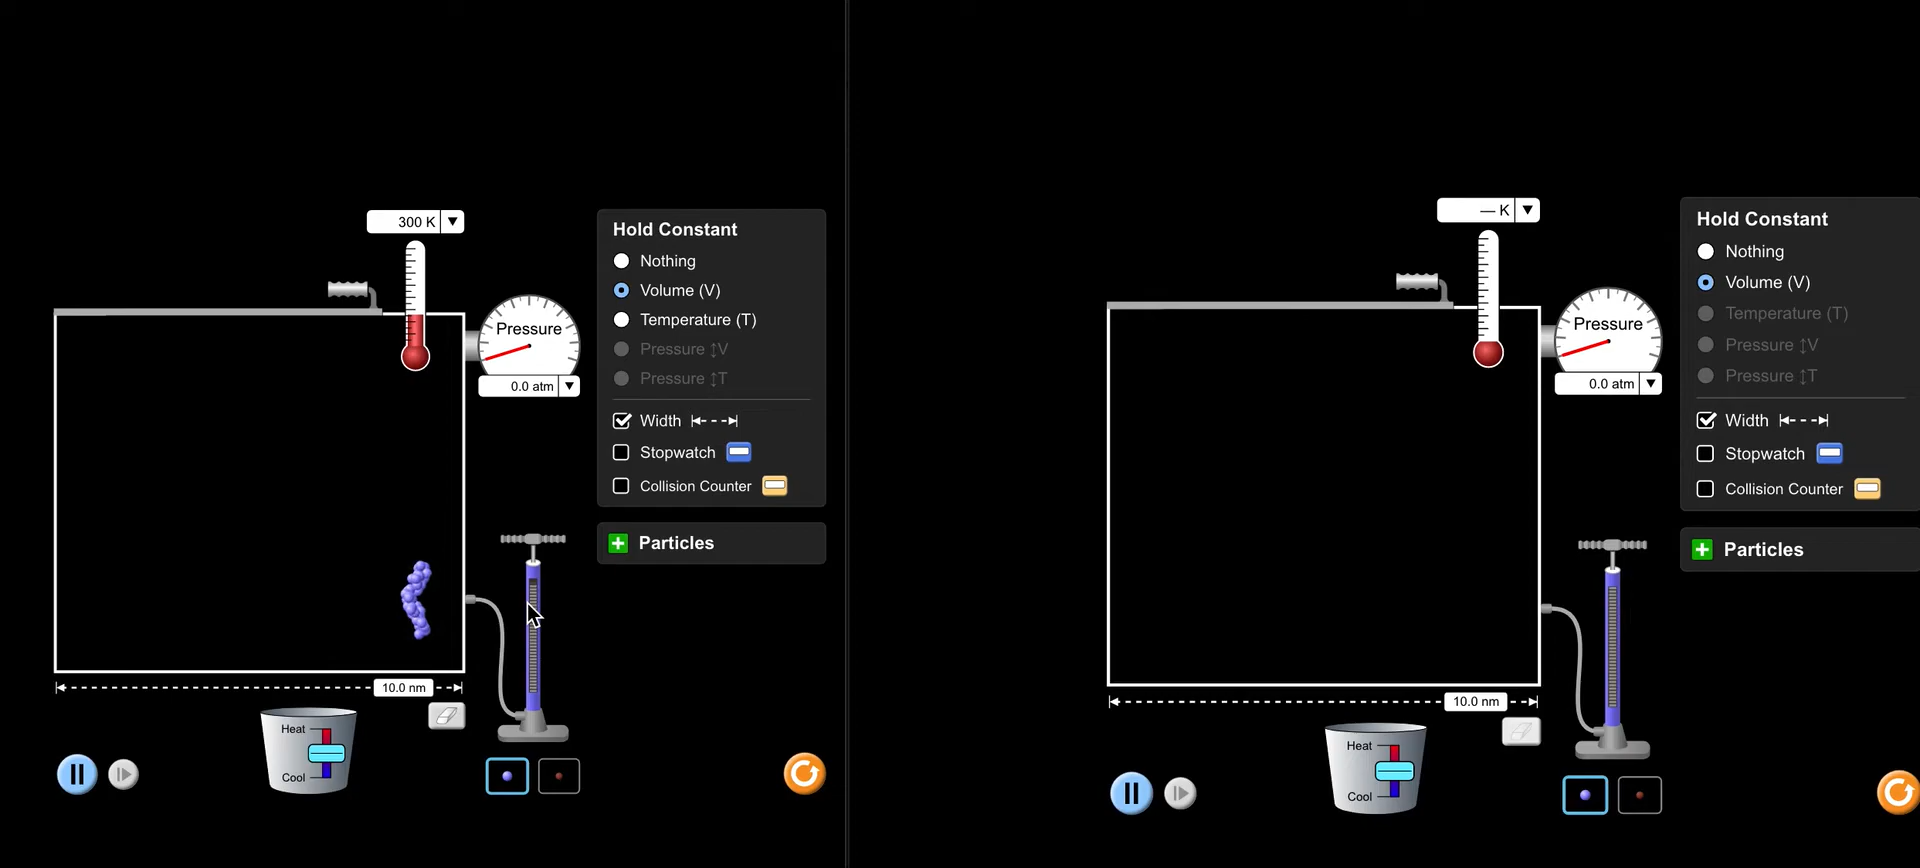 300 K
Hold Constant
Nothing
Volume (V)
Temperature (T)
Pressure ↕V
Pressure ↕T
Pressure
0.0 atm
Width
Stopwatch
Collision Counter
Particles
10.0 nm
Heat
Cool
— K
Hold Constant
Nothing
Volume (V)
Temperature (T)
Pressure ↕V
Pressure ↕T
Pressure
0.0 atm
Width
Stopwatch
Collision Counter
Particles
10.0 nm
Heat
Cool